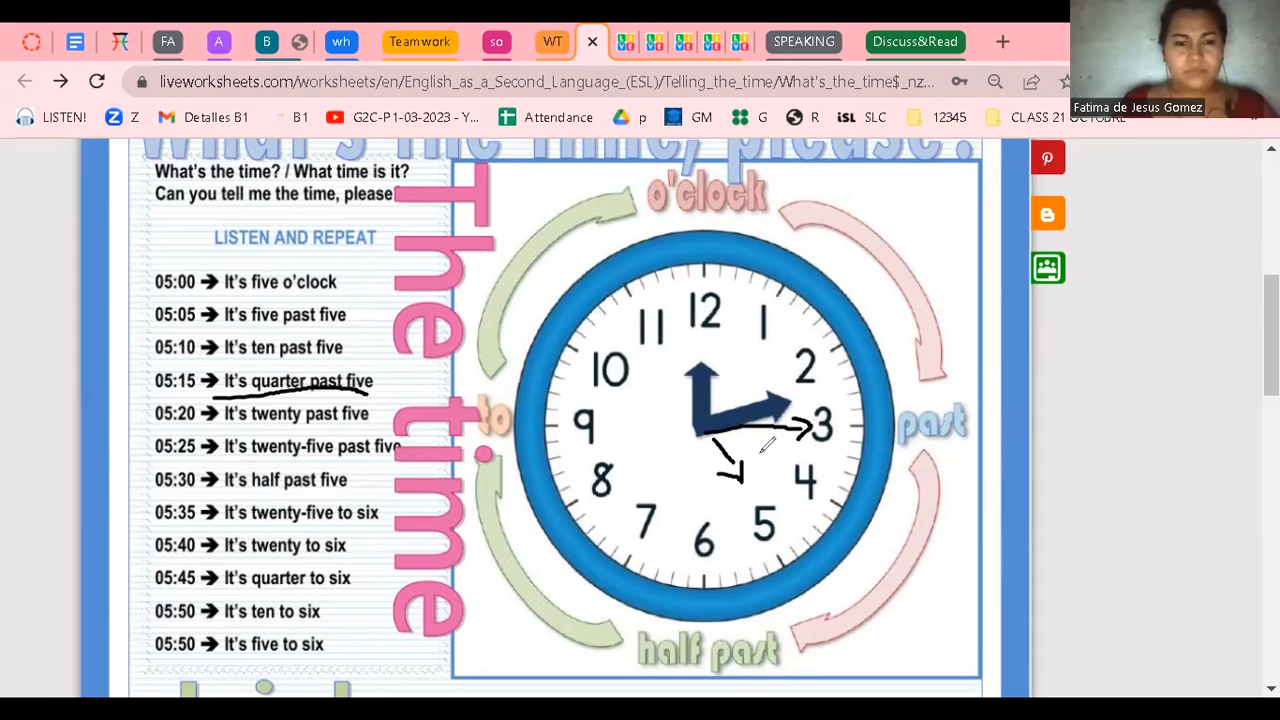 FA
A
B
wh
Teamwork
so
WT
SPEAKING
Discuss&Read
Fatima de Jesus Gomez
liveworksheets.com/worksheets/en/English_as_a_Second_Language_(ESL)/Telling_the_time/What's_the_time$_nz...
LISTEN!
Z
Detalles B1
B1
G2C-P1-03-2023 - Y...
Attendance
p
GM
G
R
iSL SLC
12345
CLASS 21 OCTUBRE
What's the time, please?
What's the time? / What time is it?
Can you tell me the time, please
LISTEN AND REPEAT
05:00 → It's five o'clock
05:05 → It's five past five
05:10 → It's ten past five
05:15 → It's quarter past five
05:20 → It's twenty past five
05:25 → It's twenty-five past five
05:30 → It's half past five
05:35 → It's twenty-five to six
05:40 → It's twenty to six
05:45 → It's quarter to six
05:50 → It's ten to six
05:50 → It's five to six
The time
o'clock
past
half past
to
12
1
2
3
4
5
6
7
8
9
10
11